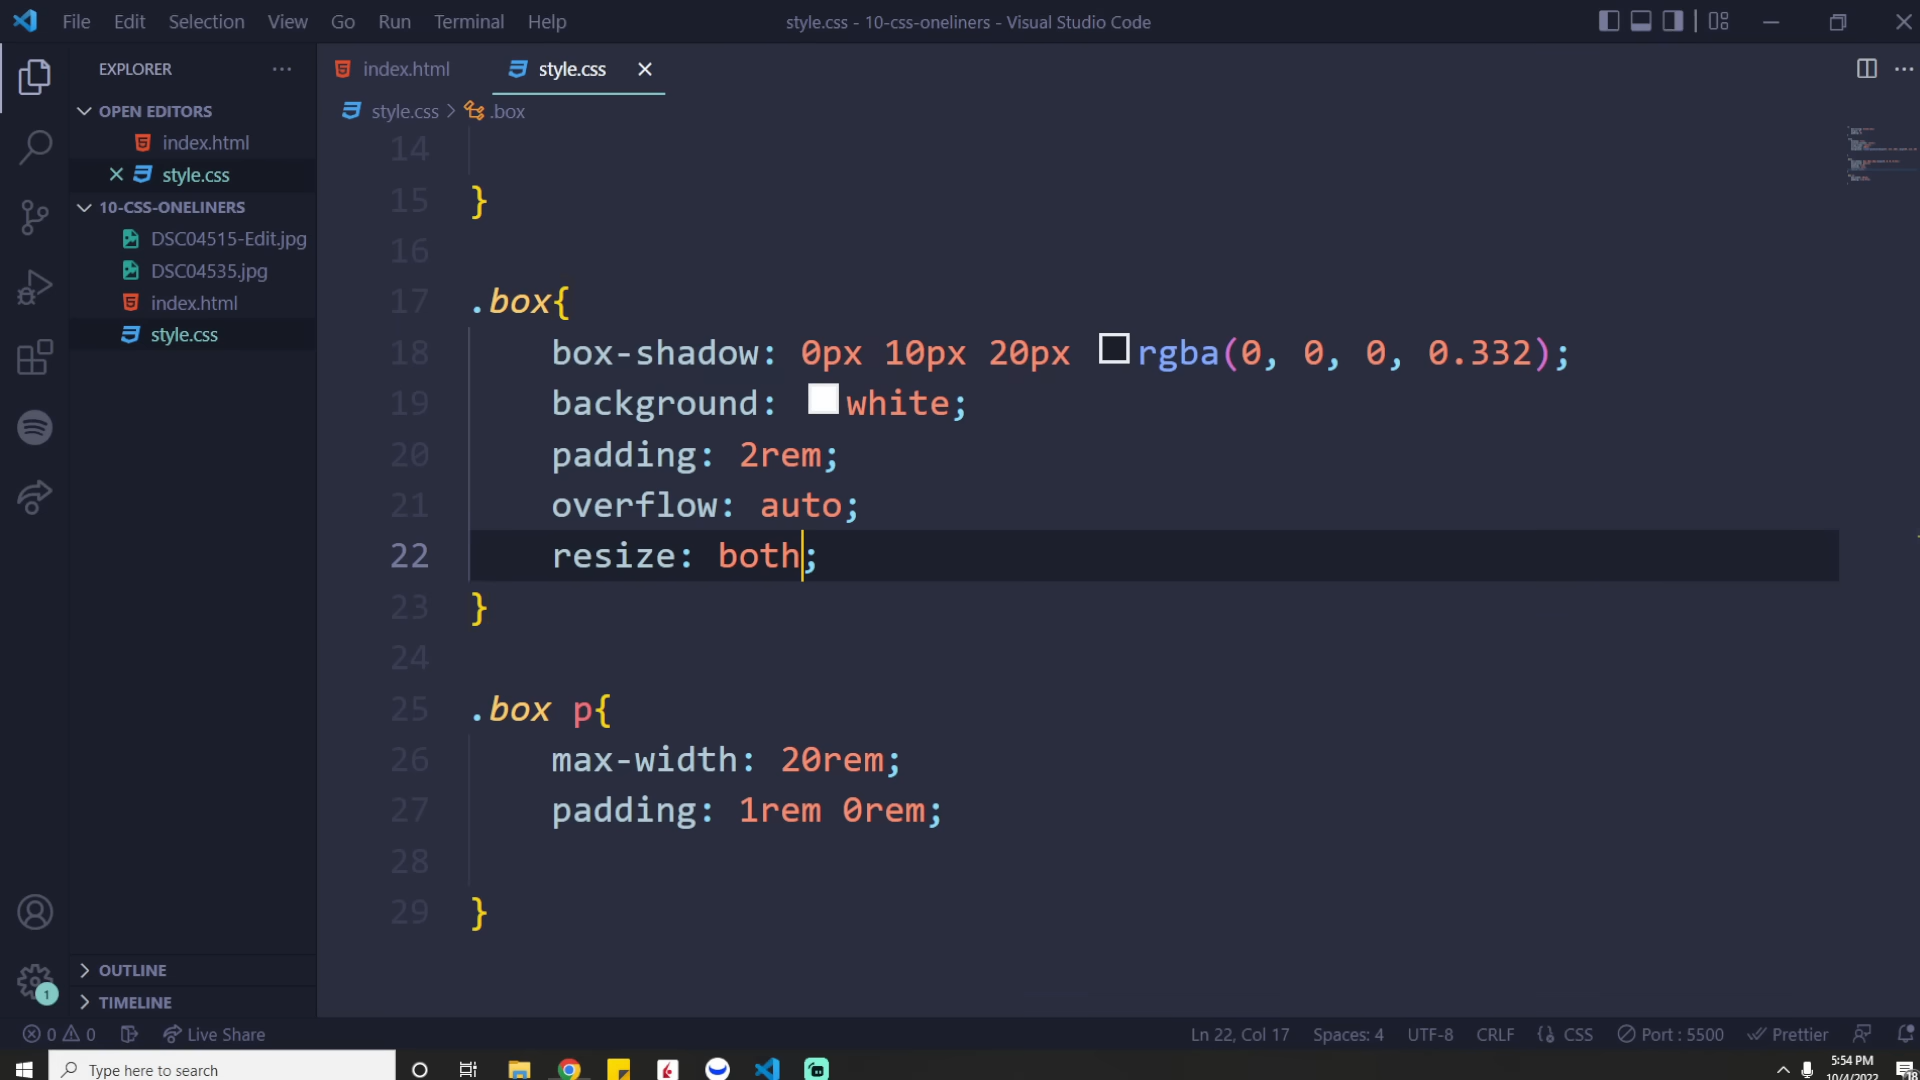 File Edit Selection View Go Run Terminal Help
style.css - 10-css-oneliners - Visual Studio Code
EXPLORER
OPEN EDITORS
index.html
style.css
10-CSS-ONELINERS
DSC04515-Edit.jpg
DSC04535.jpg
index.html
style.css
OUTLINE
TIMELINE
index.html style.css
style.css > .box
14
15 }
16
17 .box{
18 box-shadow: 0px 10px 20px rgba(0, 0, 0, 0.332);
19 background: white;
20 padding: 2rem;
21 overflow: auto;
22 resize: both;
23 }
24
25 .box p{
26 max-width: 20rem;
27 padding: 1rem 0rem;
28
29 }
1
0 0 Live Share
Ln 22, Col 17 Spaces: 4 UTF-8 CRLF CSS Port : 5500 Prettier
Type here to search
5:54 PM
10/4/2022
18